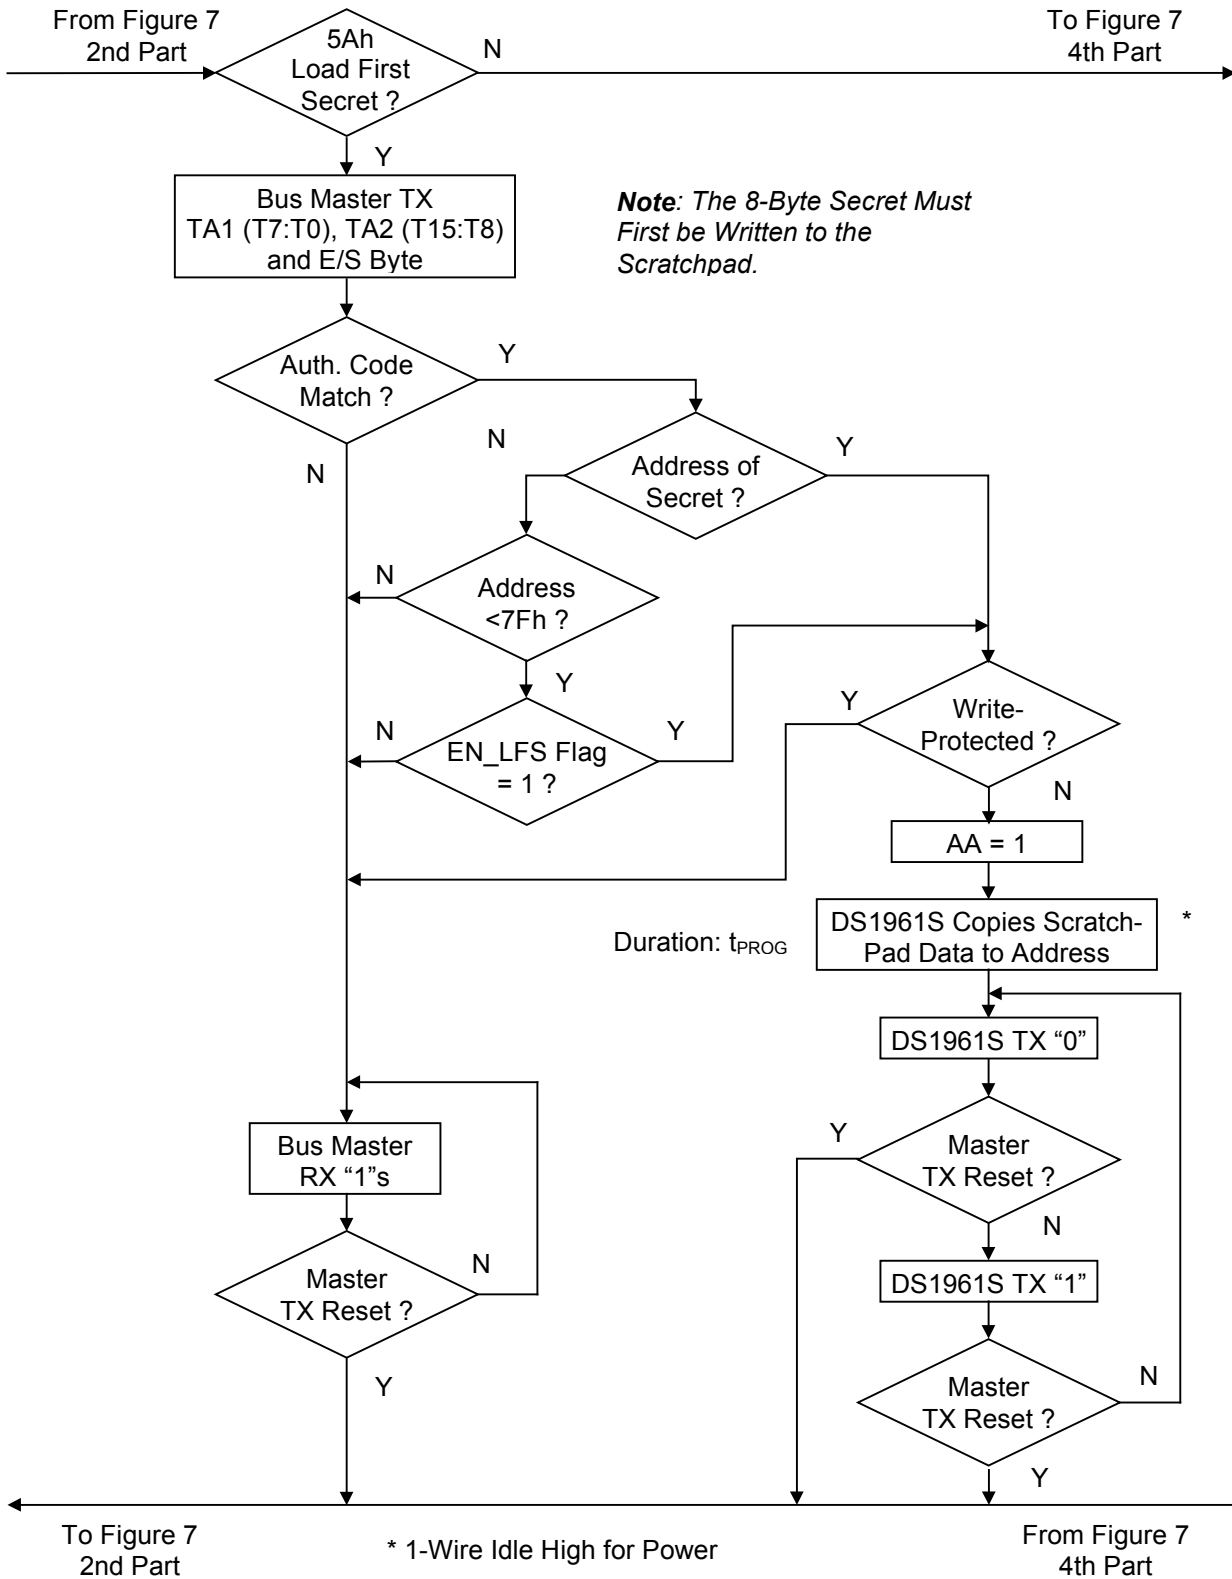 From Figure 7
2nd Part
To Figure 7
4th Part
5Ah
Load First
Secret ?
N
Y
Bus Master TX
TA1 (T7:T0), TA2 (T15:T8)
and E/S Byte
Note: The 8-Byte Secret Must
First be Written to the
Scratchpad.
Auth. Code
Match ?
Y
N
N
Address of
Secret ?
Y
N
Address
<7Fh ?
Y
N
EN_LFS Flag
= 1 ?
Y
Y
Write-
Protected ?
N
AA = 1
Duration: tPROG
DS1961S Copies Scratch-
Pad Data to Address
*
DS1961S TX “0”
Y
Master
TX Reset ?
N
Bus Master
RX “1”s
DS1961S TX “1”
Master
TX Reset ?
N
Y
Master
TX Reset ?
N
Y
To Figure 7
2nd Part
* 1-Wire Idle High for Power
From Figure 7
4th Part